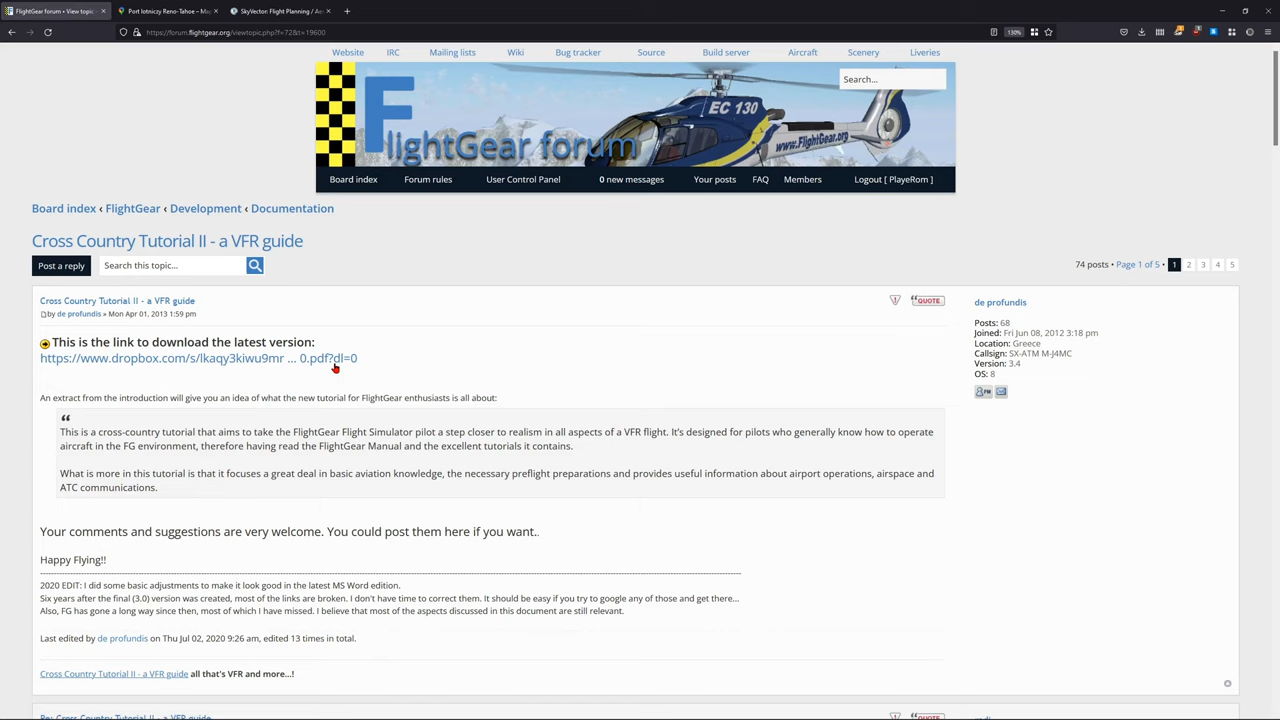 FlightGear forum • View topic -
Port lotniczy Reno-Tahoe – Ma
SkyVector: Flight Planning / Aer
https://forum.flightgear.org/viewtopic.php?f=72&t=19600
130%
Website IRC Mailing lists Wiki Bug tracker Source Build server Aircraft Scenery Liveries
Search...
EC 130
www.FlightGear.org
FlightGear forum
Board index Forum rules User Control Panel 0 new messages Your posts FAQ Members Logout [ PlayeRom ]
Board index ‹ FlightGear ‹ Development ‹ Documentation
Cross Country Tutorial II - a VFR guide
Post a reply
Search this topic...
74 posts • Page 1 of 5 • 1 2 3 4 5
Cross Country Tutorial II - a VFR guide
QUOTE
by de profundis » Mon Apr 01, 2013 1:59 pm
This is the link to download the latest version:
https://www.dropbox.com/s/lkaqy3kiwu9mr ... 0.pdf?dl=0
An extract from the introduction will give you an idea of what the new tutorial for FlightGear enthusiasts is all about:
This is a cross-country tutorial that aims to take the FlightGear Flight Simulator pilot a step closer to realism in all aspects of a VFR flight. It's designed for pilots who generally know how to operate
aircraft in the FG environment, therefore having read the FlightGear Manual and the excellent tutorials it contains.
What is more in this tutorial is that it focuses a great deal in basic aviation knowledge, the necessary preflight preparations and provides useful information about airport operations, airspace and
ATC communications.
Your comments and suggestions are very welcome. You could post them here if you want..
Happy Flying!!
2020 EDIT: I did some basic adjustments to make it look good in the latest MS Word edition.
Six years after the final (3.0) version was created, most of the links are broken. I don't have time to correct them. It should be easy if you try to google any of those and get there...
Also, FG has gone a long way since then, most of which I have missed. I believe that most of the aspects discussed in this document are still relevant.
Last edited by de profundis on Thu Jul 02, 2020 9:26 am, edited 13 times in total.
Cross Country Tutorial II - a VFR guide all that's VFR and more...!
de profundis
Posts: 68
Joined: Fri Jun 08, 2012 3:18 pm
Location: Greece
Callsign: SX-ATM M-J4MC
Version: 3.4
OS: 8
PM
Re: Cross Country Tutorial II - a VFR guide